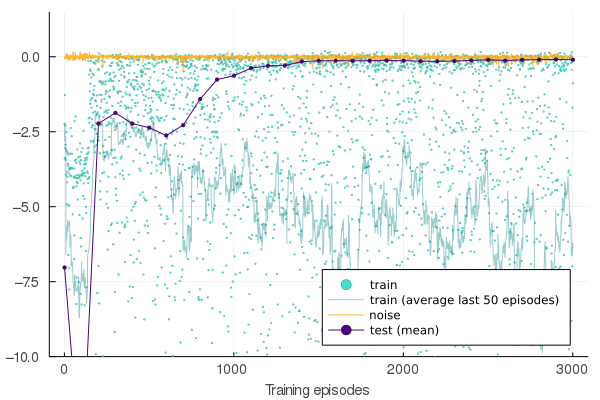 0.0
−2.5
−5.0
−7.5
−10.0
train
train (average last 50 episodes)
noise
test (mean)
0 1000 2000 3000
Training episodes